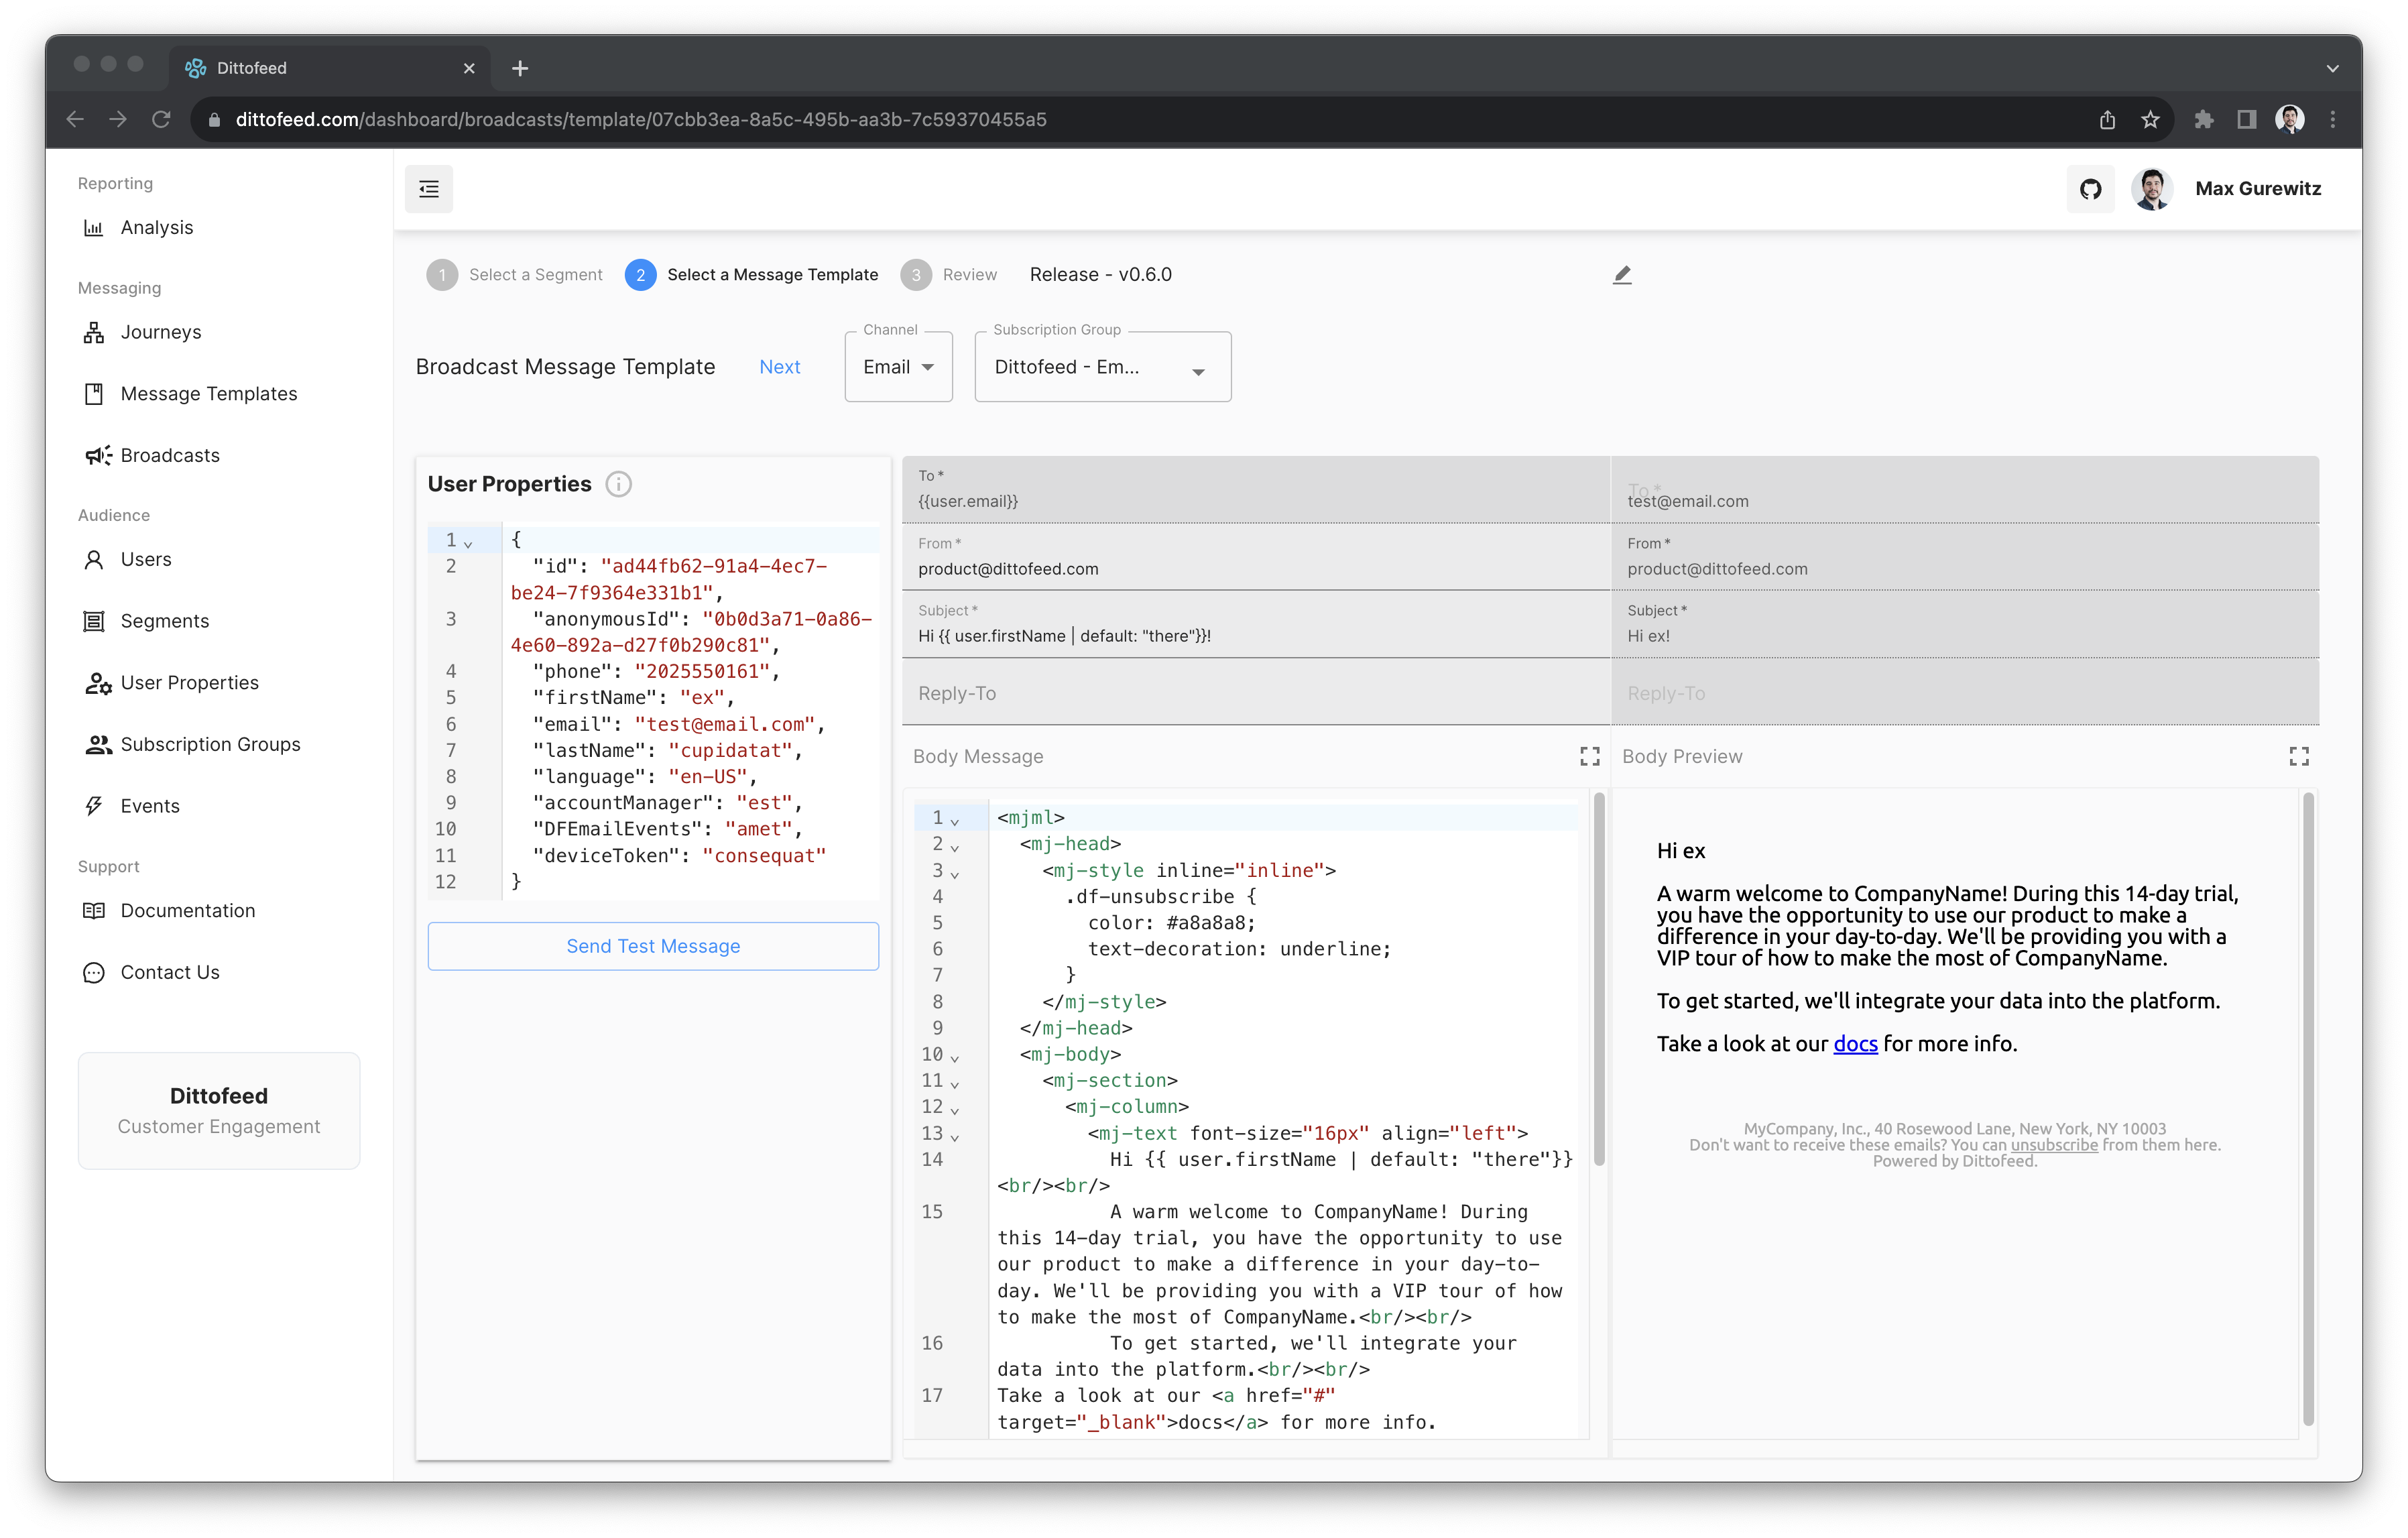 Dittofeed
dittofeed.com/dashboard/broadcasts/template/07cbb3ea-8a5c-495b-aa3b-7c59370455a5
Max Gurewitz
Reporting
Analysis
Messaging
Journeys
Message Templates
Broadcasts
Audience
Users
Segments
User Properties
Subscription Groups
Events
Support
Documentation
Contact Us
Dittofeed
Customer Engagement
1 Select a Segment 2 Select a Message Template 3 Review Release - v0.6.0
Broadcast Message Template Next
Channel
Email
Subscription Group
Dittofeed - Em...
User Properties
1 {
2 "id": "ad44fb62-91a4-4ec7-
be24-7f9364e331b1",
3 "anonymousId": "0b0d3a71-0a86-
4e60-892a-d27f0b290c81",
4 "phone": "2025550161",
5 "firstName": "ex",
6 "email": "test@email.com",
7 "lastName": "cupidatat",
8 "language": "en-US",
9 "accountManager": "est",
10 "DFEmailEvents": "amet",
11 "deviceToken": "consequat"
12 }
Send Test Message
To *
{{user.email}}
From *
product@dittofeed.com
Subject *
Hi {{ user.firstName | default: "there"}}!
Reply-To
Body Message
1 <mjml>
2 <mj-head>
3 <mj-style inline="inline">
4 .df-unsubscribe {
5 color: #a8a8a8;
6 text-decoration: underline;
7 }
8 </mj-style>
9 </mj-head>
10 <mj-body>
11 <mj-section>
12 <mj-column>
13 <mj-text font-size="16px" align="left">
14 Hi {{ user.firstName | default: "there"}}
<br/><br/>
15 A warm welcome to CompanyName! During
this 14-day trial, you have the opportunity to use
our product to make a difference in your day-to-
day. We'll be providing you with a VIP tour of how
to make the most of CompanyName.<br/><br/>
16 To get started, we'll integrate your
data into the platform.<br/><br/>
17 Take a look at our <a href="#"
target="_blank">docs</a> for more info.
To *
test@email.com
From *
product@dittofeed.com
Subject *
Hi ex!
Reply-To
Body Preview
Hi ex
A warm welcome to CompanyName! During this 14-day trial,
you have the opportunity to use our product to make a
difference in your day-to-day. We'll be providing you with a
VIP tour of how to make the most of CompanyName.
To get started, we'll integrate your data into the platform.
Take a look at our docs for more info.
MyCompany, Inc., 40 Rosewood Lane, New York, NY 10003
Don't want to receive these emails? You can unsubscribe from them here.
Powered by Dittofeed.